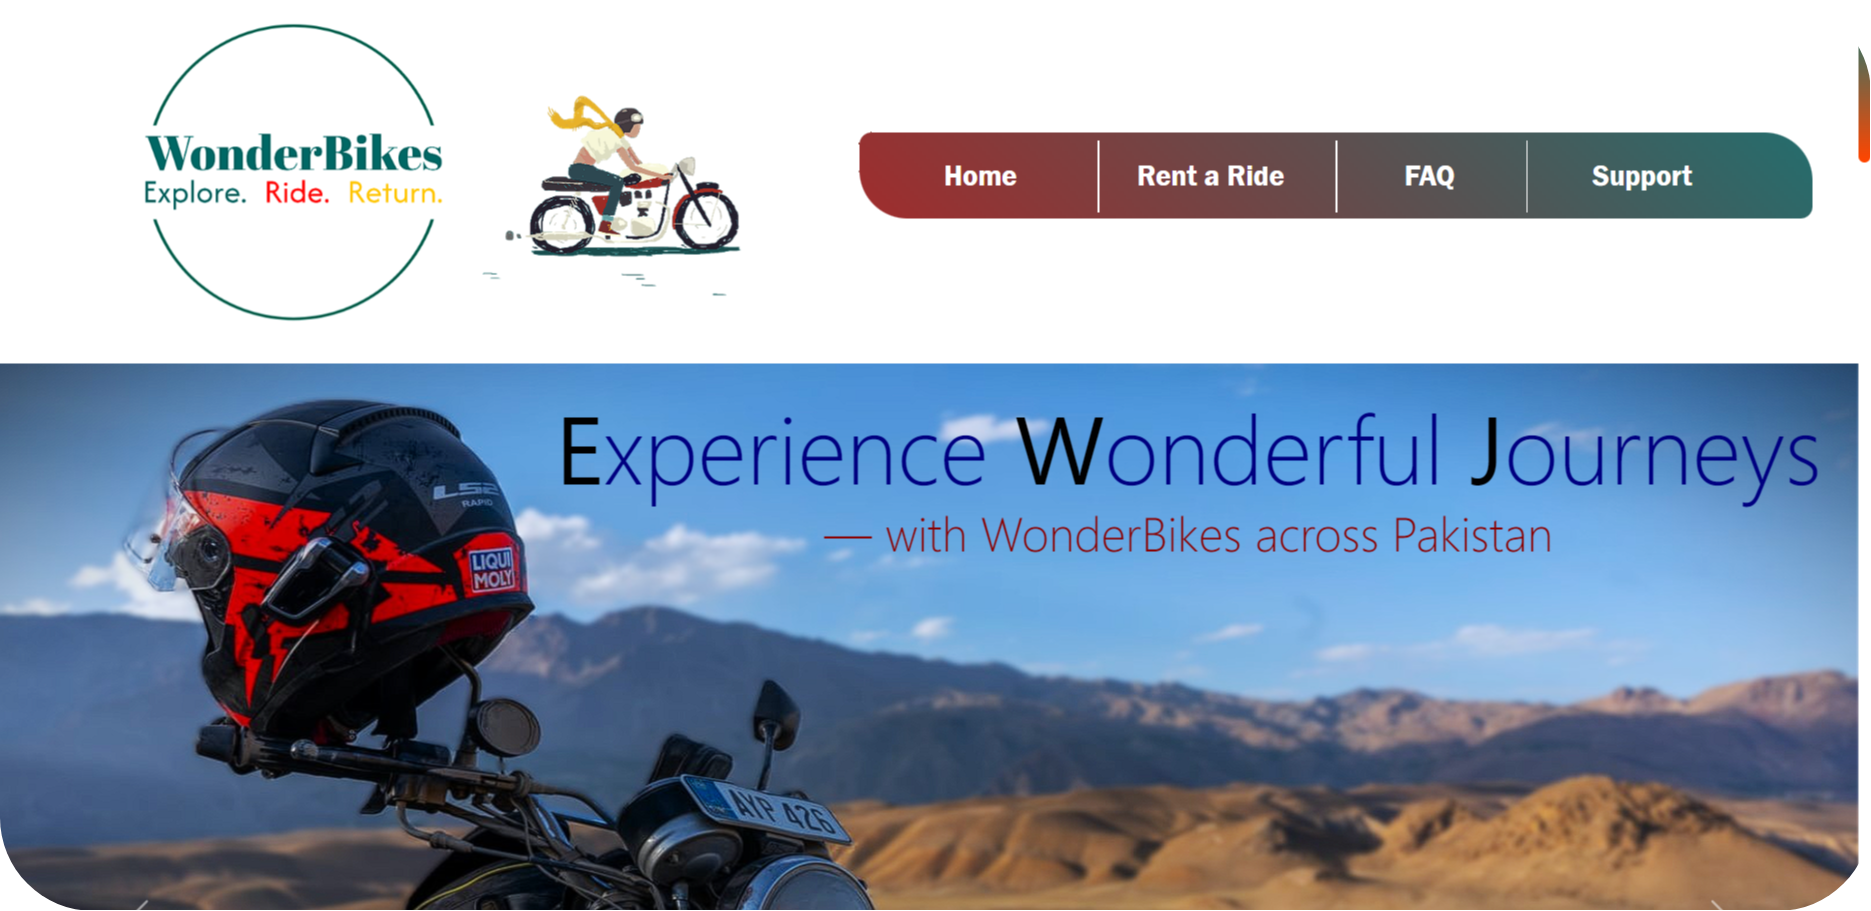 WonderBikes
Explore. Ride. Return.
Home
Rent a Ride
FAQ
Support
Experience Wonderful Journeys
— with WonderBikes across Pakistan
LS2
RAPID
LIQUI
MOLY
AYP 426